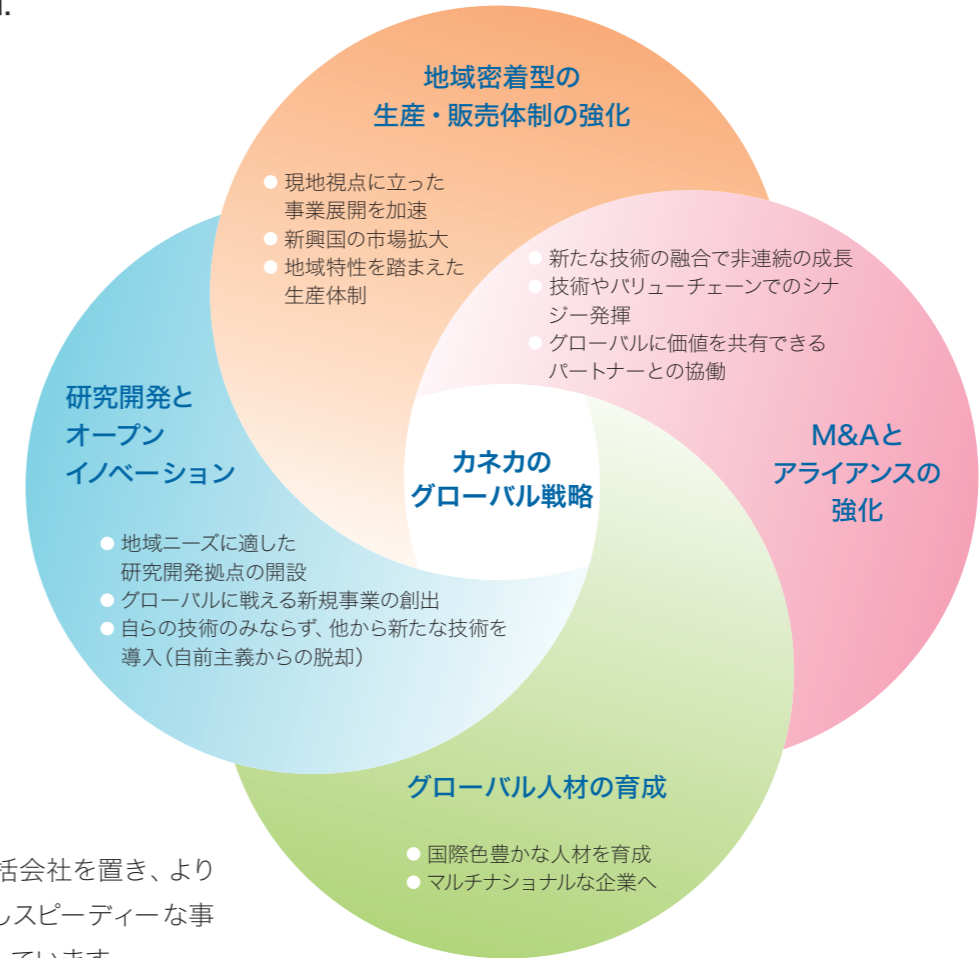 地域密着型の
生産・販売体制の強化
● 現地視点に立った
事業展開を加速
● 新興国の市場拡大
● 地域特性を踏まえた
生産体制
● 新たな技術の融合で非連続の成長
● 技術やバリューチェーンでのシナ
ジー発揮
● グローバルに価値を共有できる
パートナーとの協働
研究開発と
オープン
イノベーション
カネカの
グローバル戦略
M&Aと
アライアンスの
強化
● 地域ニーズに適した
研究開発拠点の開設
● グローバルに戦える新規事業の創出
● 自らの技術のみならず、他から新たな技術を
導入(自前主義からの脱却)
グローバル人材の育成
● 国際色豊かな人材を育成
● マルチナショナルな企業へ
括会社を置き、より
しスピーディーな事
ています